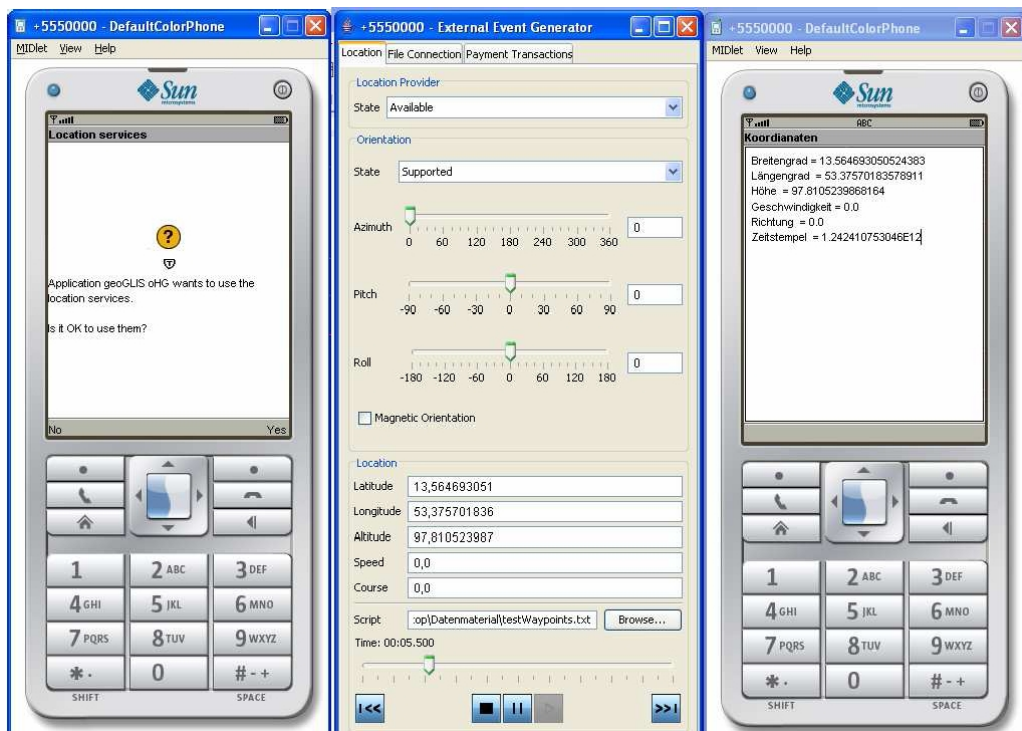 +5550000 - DefaultColorPhone
MIDlet View Help
Sun
microsystems
Location services
?
T
Application geoGLIS oHG wants to use the
location services.
Is it OK to use them?
No Yes
1 2 ABC 3 DEF
4 GHI 5 JKL 6 MNO
7 PQRS 8 TUV 9 WXYZ
* . 0 # - +
SHIFT SPACE
+5550000 - External Event Generator
Location File Connection Payment Transactions
Location Provider
State Available
Orientation
State Supported
Azimuth 0
0 60 120 180 240 300 360
Pitch 0
-90 -60 -30 0 30 60 90
Roll 0
-180 -120 -60 0 60 120 180
Magnetic Orientation
Location
Latitude 13,564693051
Longitude 53,375701836
Altitude 97,810523987
Speed 0,0
Course 0,0
Script :op\Datenmaterial\testWaypoints.txt Browse...
Time: 00:05.500
I<< >>I
+5550000 - DefaultColorPhone
MIDlet View Help
Sun
microsystems
ABC
Koordianaten
Breitengrad = 13.564693050524383
Längengrad = 53.37570183578911
Höhe = 97.8105239868164
Geschwindigkeit = 0.0
Richtung = 0.0
Zeitstempel = 1.242410753046E12
1 2 ABC 3 DEF
4 GHI 5 JKL 6 MNO
7 PQRS 8 TUV 9 WXYZ
* . 0 # - +
SHIFT SPACE